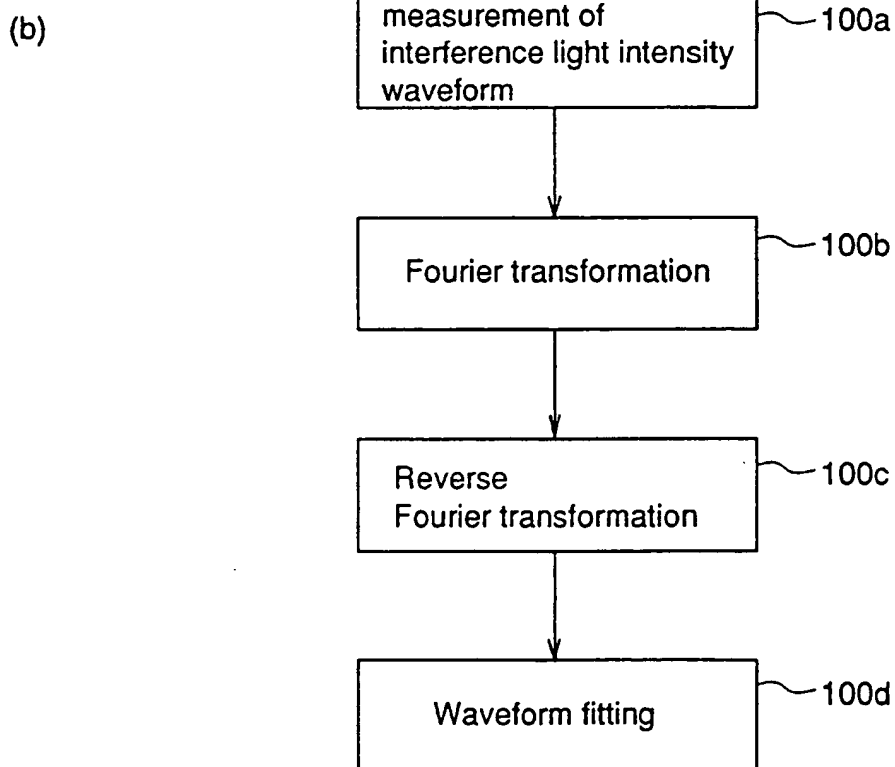 (b)
measurement of
interference light intensity
waveform
100a
Fourier transformation
100b
Reverse
Fourier transformation
100c
Waveform fitting
100d